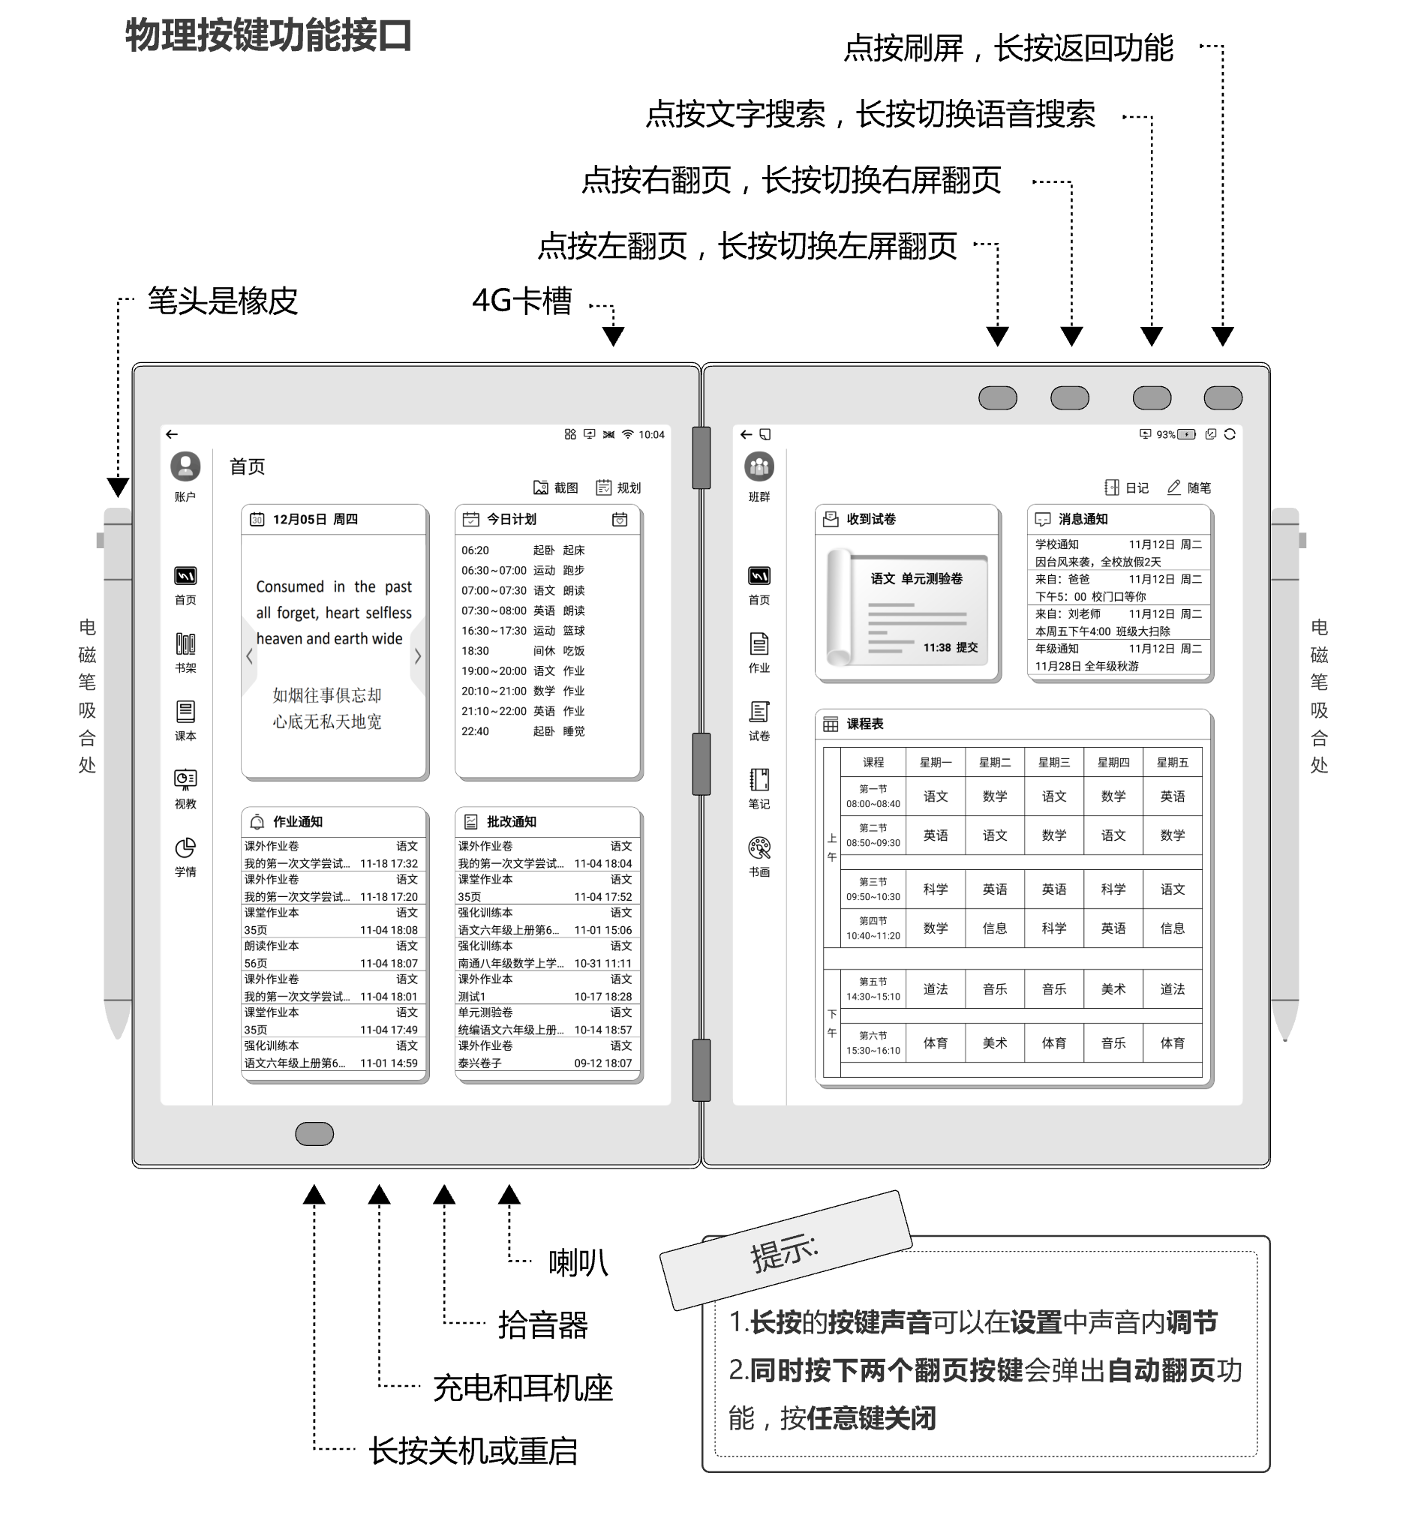 物理按键功能接口
点按刷屏，长按返回功能
点按文字搜索，长按切换语音搜索
点按右翻页，长按切换右屏翻页
点按左翻页，长按切换左屏翻页
笔头是橡皮
4G卡槽
电磁笔吸合处
10:04
账户
首页
截图 规划
首页
书架
课本
视教
学情
30 12月05日 周四
Consumed in the past
all forget, heart selfless
heaven and earth wide
如烟往事俱忘却
心底无私天地宽
今日计划
06:20 起卧 起床
06:30~07:00 运动 跑步
07:00~07:30 语文 朗读
07:30~08:00 英语 朗读
16:30~17:30 运动 篮球
18:30 间休 吃饭
19:00~20:00 语文 作业
20:10~21:00 数学 作业
21:10~22:00 英语 作业
22:40 起卧 睡觉
作业通知
课外作业卷 语文
我的第一次文学尝试... 11-18 17:32
课外作业卷 语文
我的第一次文学尝试... 11-18 17:20
课堂作业本 语文
35页 11-04 18:08
朗读作业本 语文
56页 11-04 18:07
课外作业卷 语文
我的第一次文学尝试... 11-04 18:01
课堂作业本 语文
35页 11-04 17:49
强化训练本 语文
语文六年级上册第6... 11-01 14:59
批改通知
课外作业卷 语文
我的第一次文学尝试... 11-04 18:04
课堂作业本 语文
35页 11-04 17:52
强化训练本 语文
语文六年级上册第6... 11-01 15:06
强化训练本 语文
南通八年级数学上学... 10-31 11:11
课外作业本 语文
测试1 10-17 18:28
单元测验卷 语文
统编语文六年级上册... 10-14 18:57
课外作业卷 语文
泰兴卷子 09-12 18:07
93%
班群
日记 随笔
首页
作业
试卷
笔记
书画
收到试卷
语文 单元测验卷
11:38 提交
消息通知
学校通知 11月12日 周二
因台风来袭，全校放假2天
来自：爸爸 11月12日 周二
下午5：00 校门口等你
来自：刘老师 11月12日 周二
本周五下午4:00 班级大扫除
年级通知 11月12日 周二
11月28日 全年级秋游
课程表
课程 星期一 星期二 星期三 星期四 星期五
上午
第一节
08:00~08:40 语文 数学 语文 数学 英语
第二节
08:50~09:30 英语 语文 数学 语文 数学
第三节
09:50~10:30 科学 英语 英语 科学 语文
第四节
10:40~11:20 数学 信息 科学 英语 信息
下午
第五节
14:30~15:10 道法 音乐 音乐 美术 道法
第六节
15:30~16:10 体育 美术 体育 音乐 体育
电磁笔吸合处
喇叭
拾音器
充电和耳机座
长按关机或重启
提示:
1.长按的按键声音可以在设置中声音内调节
2.同时按下两个翻页按键会弹出自动翻页功
能，按任意键关闭